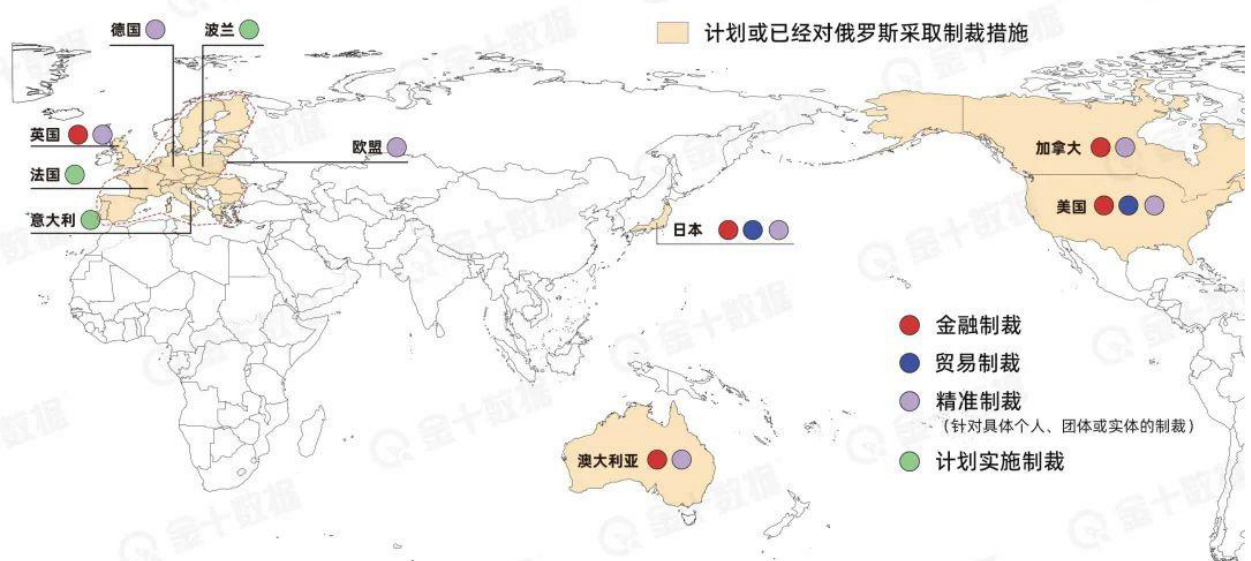 德国
波兰
计划或已经对俄罗斯采取制裁措施
英国
欧盟
法国
意大利
日本
加拿大
美国
金融制裁
贸易制裁
精准制裁
（针对具体个人、团体或实体的制裁）
计划实施制裁
澳大利亚
金十数据